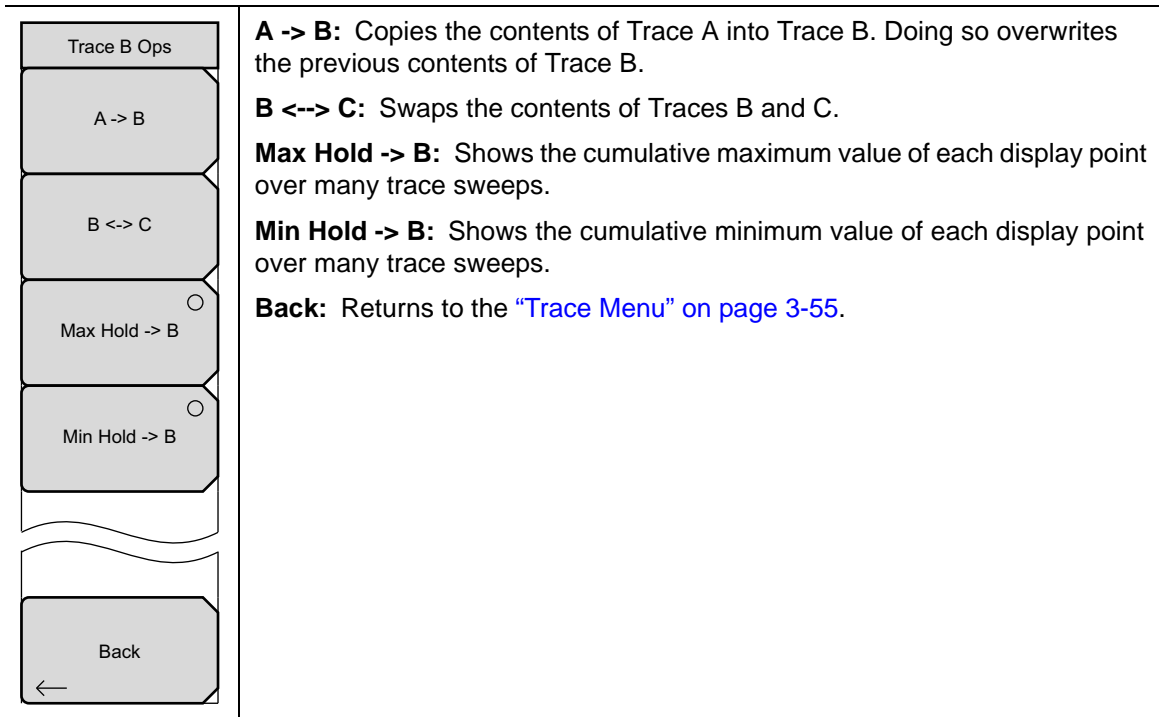 Trace B Ops
A -> B
B <-> C
Max Hold -> B
Min Hold -> B
Back
A -> B: Copies the contents of Trace A into Trace B. Doing so overwrites
the previous contents of Trace B.
B <--> C: Swaps the contents of Traces B and C.
Max Hold -> B: Shows the cumulative maximum value of each display point
over many trace sweeps.
Min Hold -> B: Shows the cumulative minimum value of each display point
over many trace sweeps.
Back: Returns to the “Trace Menu” on page 3-55.